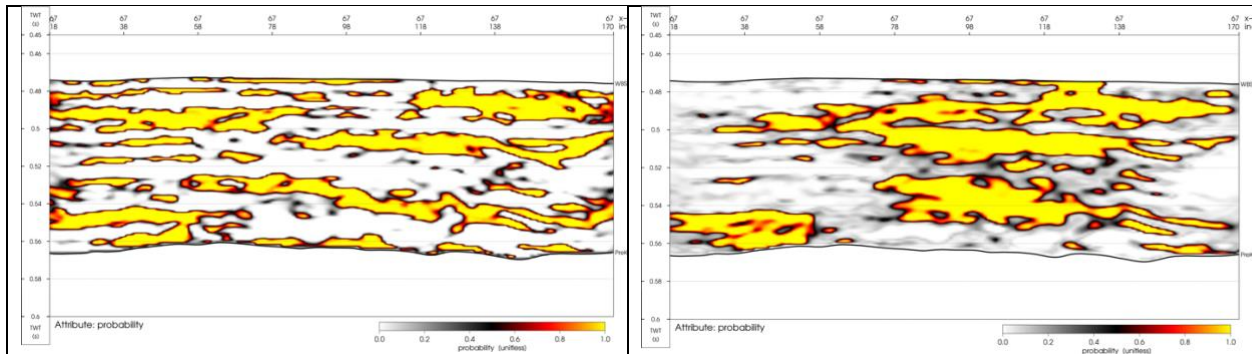 TWT
(s)
67 67 67 67 67 67 67 67 x-
18 38 58 78 98 118 138 170 in-
0.45
0.46
0.48
0.5
0.52
0.54
0.56
0.58
0.6
TWT
(s)
Attribute: probability
0.0 0.2 0.4 0.6 0.8 1.0
probability (unitless)
TWT
(s)
67 67 67 67 67 67 67 67 x-
18 38 58 78 98 118 138 170 in-
0.45
0.46
0.48
0.5
0.52
0.54
0.56
0.58
0.6
TWT
(s)
Attribute: probability
0.0 0.2 0.4 0.6 0.8 1.0
probability (unitless)